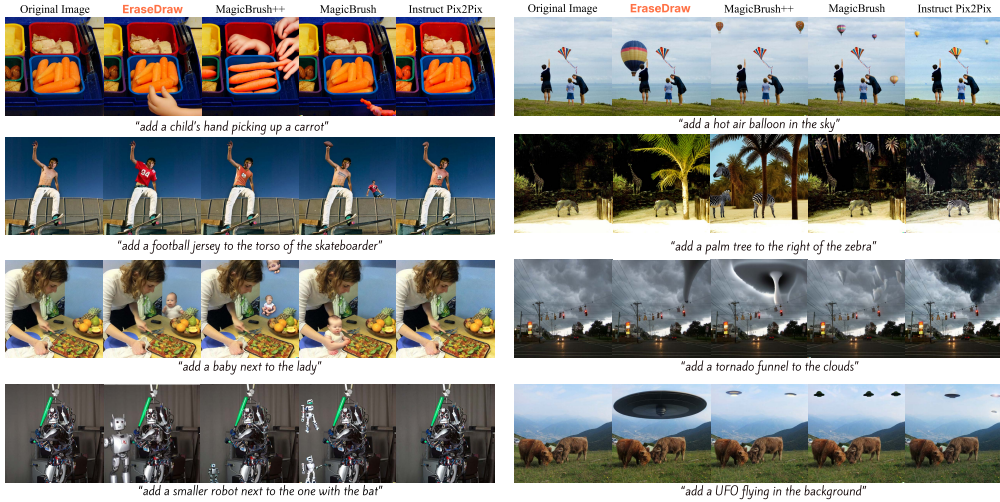 Original Image EraseDraw MagicBrush++ MagicBrush Instruct Pix2Pix
"add a child's hand picking up a carrot"
94
"add a football jersey to the torso of the skateboarder"
"add a baby next to the lady"
"add a smaller robot next to the one with the bat"
Original Image EraseDraw MagicBrush++ MagicBrush Instruct Pix2Pix
"add a hot air balloon in the sky"
"add a palm tree to the right of the zebra"
"add a tornado funnel to the clouds"
"add a UFO flying in the background"